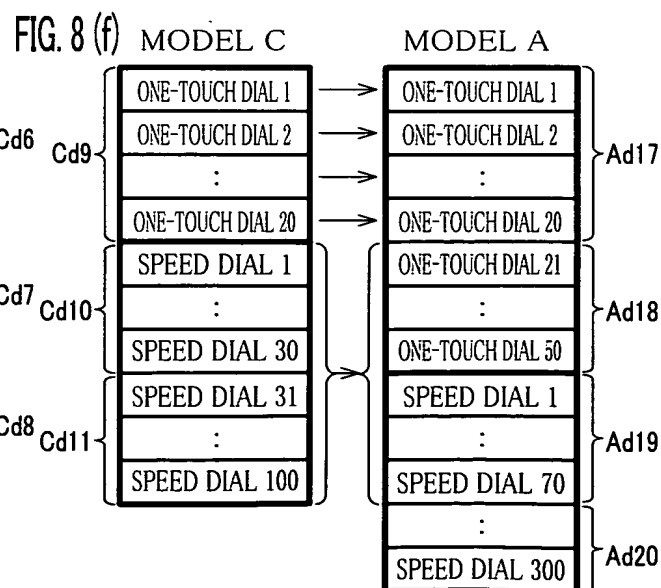 FIG. 8 (f) MODEL C MODEL A
ONE-TOUCH DIAL 1 ONE-TOUCH DIAL 1
Cd6 Cd9 ONE-TOUCH DIAL 2 ONE-TOUCH DIAL 2 Ad17
: :
ONE-TOUCH DIAL 20 ONE-TOUCH DIAL 20
SPEED DIAL 1 ONE-TOUCH DIAL 21
Cd7 Cd10 : : Ad18
SPEED DIAL 30 ONE-TOUCH DIAL 50
SPEED DIAL 31 SPEED DIAL 1
Cd8 Cd11 : : Ad19
SPEED DIAL 100 SPEED DIAL 70
: Ad20
SPEED DIAL 300